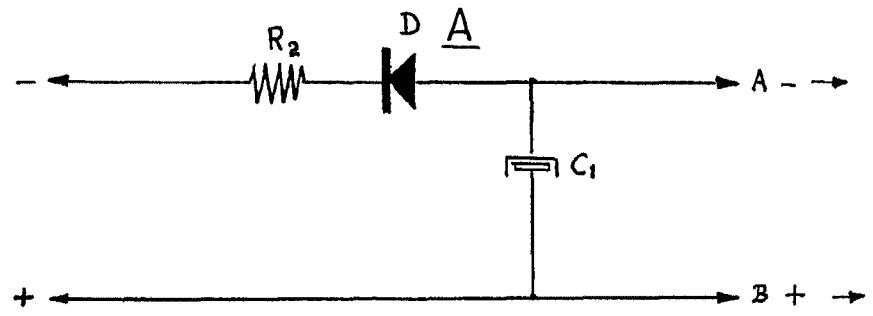 D A
R₂
- A - →
C₁
+ B + →